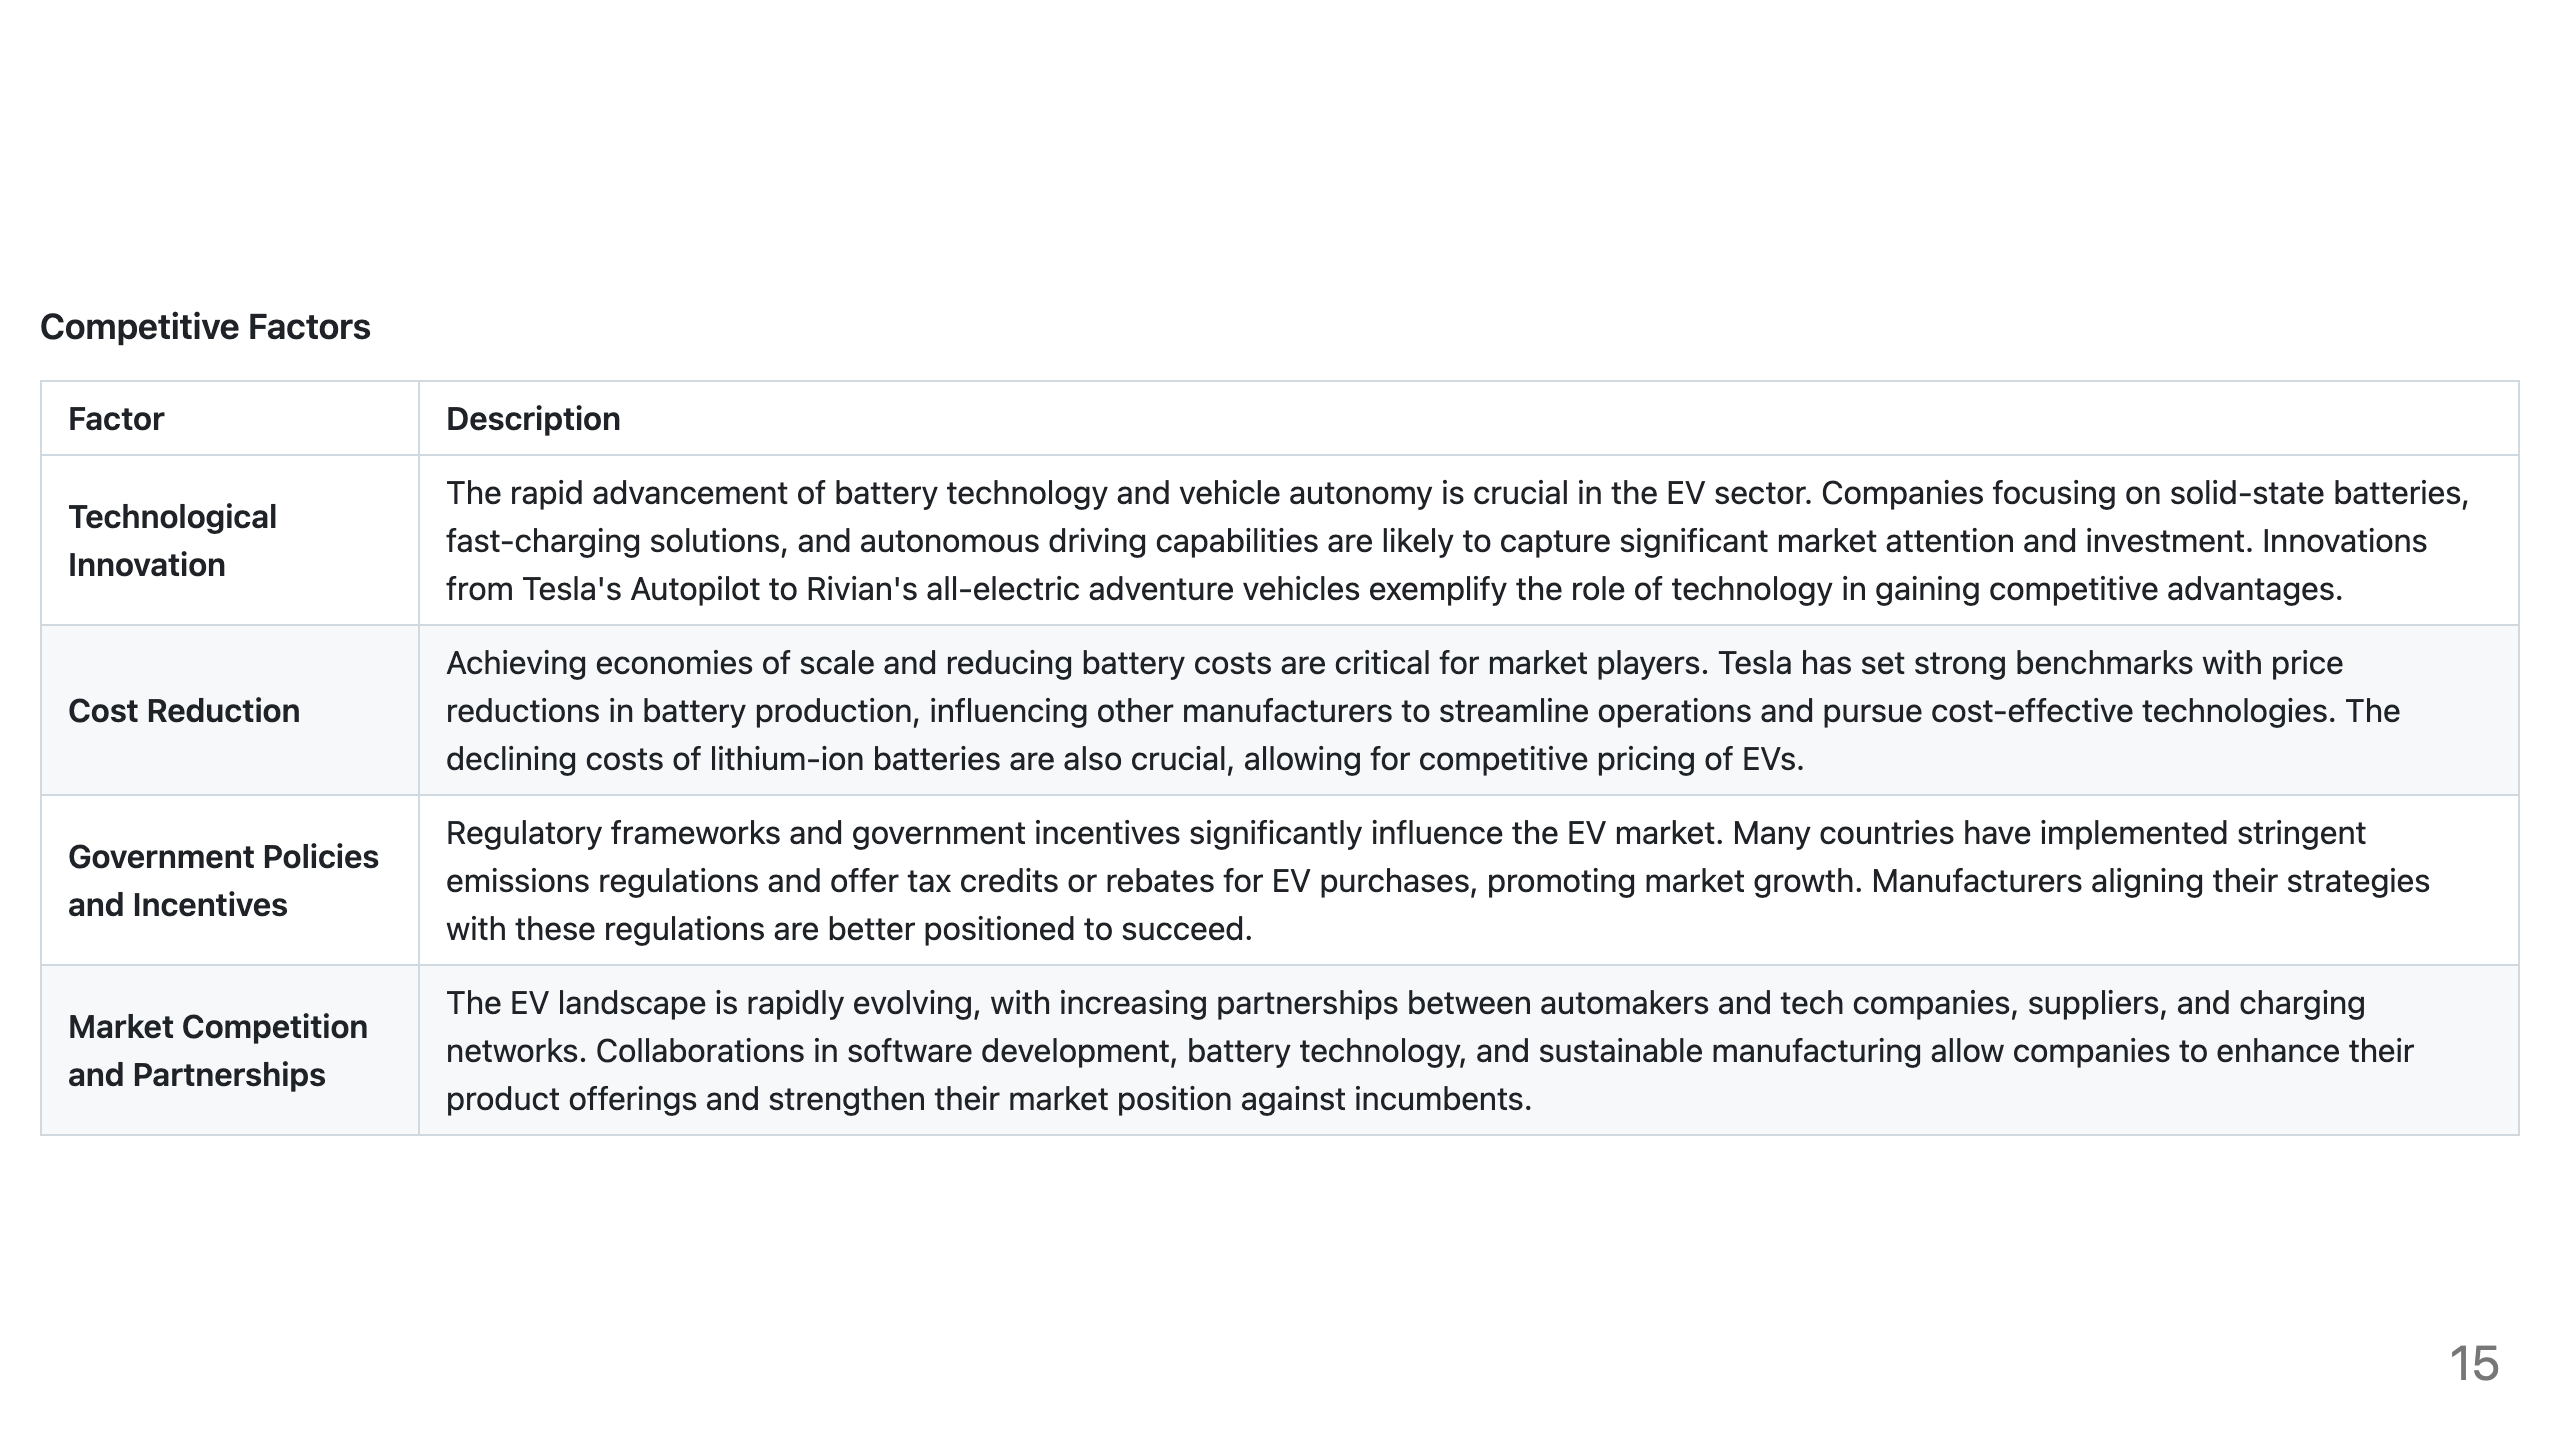 Competitive Factors
Factor
Description
Technological
Innovation
The rapid advancement of battery technology and vehicle autonomy is crucial in the EV sector. Companies focusing on solid-state batteries,
fast-charging solutions, and autonomous driving capabilities are likely to capture significant market attention and investment. Innovations
from Tesla's Autopilot to Rivian's all-electric adventure vehicles exemplify the role of technology in gaining competitive advantages.
Cost Reduction
Achieving economies of scale and reducing battery costs are critical for market players. Tesla has set strong benchmarks with price
reductions in battery production, influencing other manufacturers to streamline operations and pursue cost-effective technologies. The
declining costs of lithium-ion batteries are also crucial, allowing for competitive pricing of EVs.
Government Policies
and Incentives
Regulatory frameworks and government incentives significantly influence the EV market. Many countries have implemented stringent
emissions regulations and offer tax credits or rebates for EV purchases, promoting market growth. Manufacturers aligning their strategies
with these regulations are better positioned to succeed.
Market Competition
and Partnerships
The EV landscape is rapidly evolving, with increasing partnerships between automakers and tech companies, suppliers, and charging
networks. Collaborations in software development, battery technology, and sustainable manufacturing allow companies to enhance their
product offerings and strengthen their market position against incumbents.
15